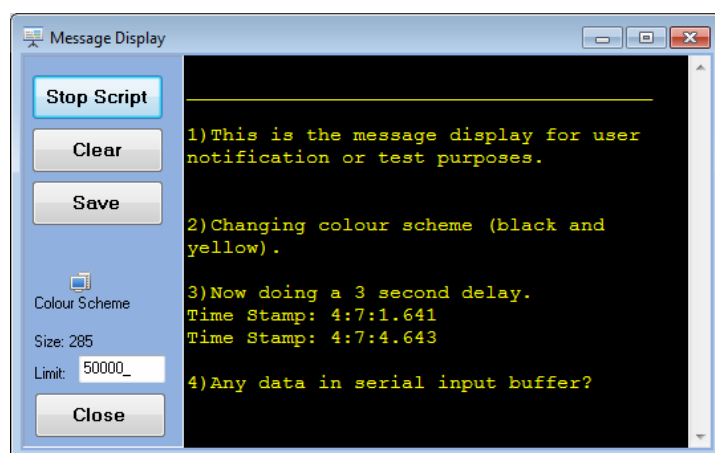 Message Display
Stop Script
Clear
Save
Colour Scheme
Size: 285
Limit: 50000_
Close
1)This is the message display for user
notification or test purposes.
2)Changing colour scheme (black and
yellow).
3)Now doing a 3 second delay.
Time Stamp: 4:7:1.641
Time Stamp: 4:7:4.643
4)Any data in serial input buffer?